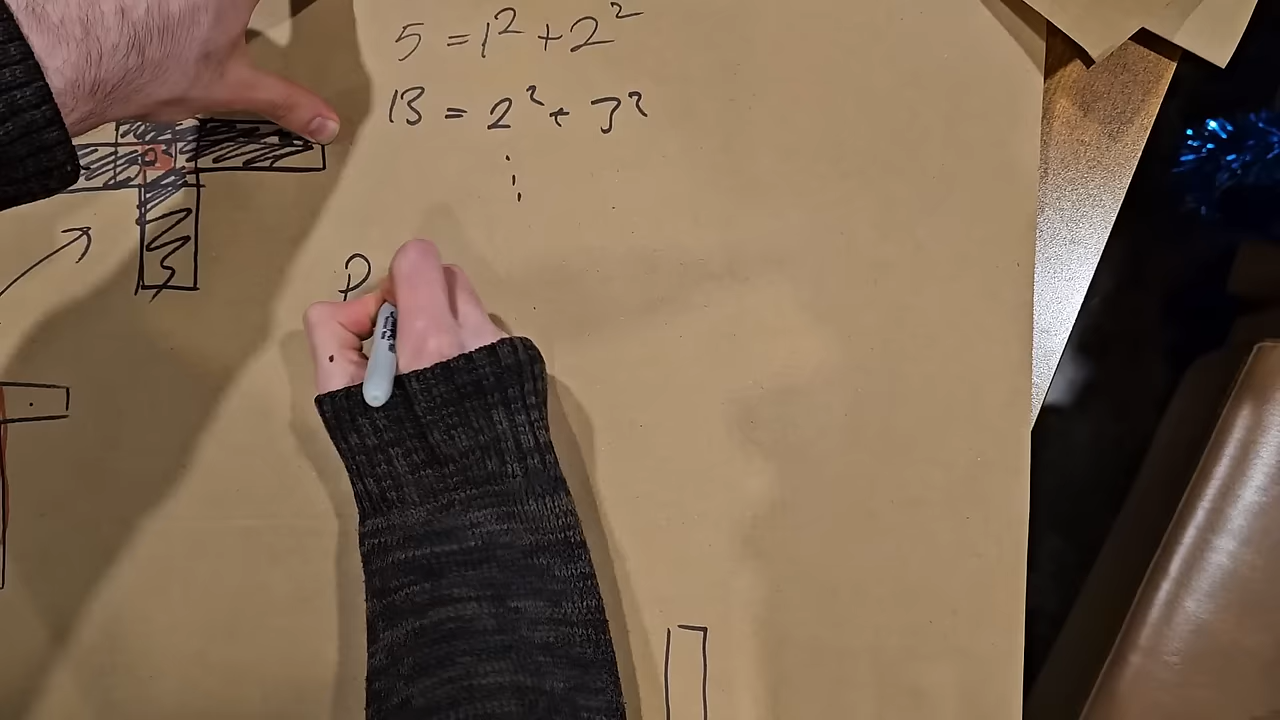 5 = 1² + 2²
13 = 2² + 3²
⋮
P